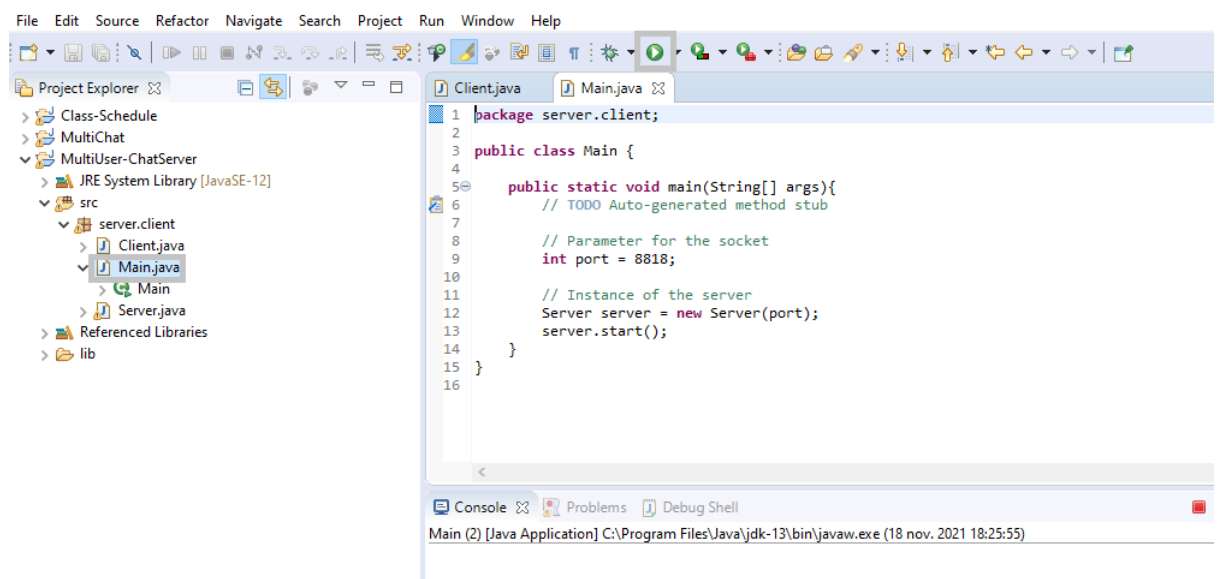 File Edit Source Refactor Navigate Search Project Run Window Help
Project Explorer
Class-Schedule
MultiChat
MultiUser-ChatServer
JRE System Library [JavaSE-12]
src
server.client
Client.java
Main.java
Main
Server.java
Referenced Libraries
lib
Client.java Main.java
1 package server.client;
2
3 public class Main {
4
5 public static void main(String[] args){
6 // TODO Auto-generated method stub
7
8 // Parameter for the socket
9 int port = 8818;
10
11 // Instance of the server
12 Server server = new Server(port);
13 server.start();
14 }
15 }
16
Console Problems Debug Shell
Main (2) [Java Application] C:\Program Files\Java\jdk-13\bin\javaw.exe (18 nov. 2021 18:25:55)